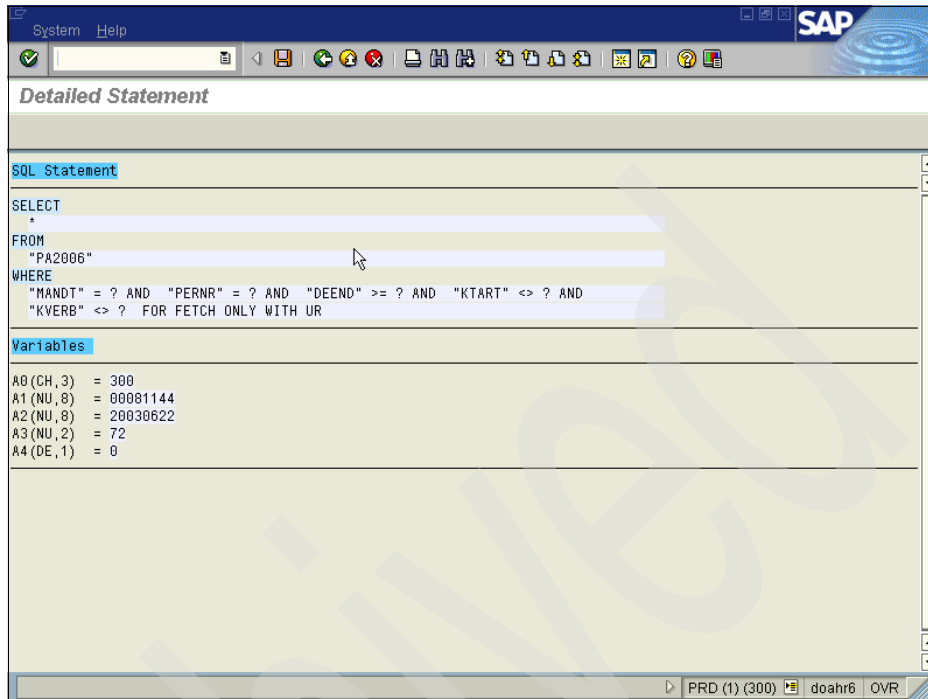 System Help
SAP
Detailed Statement
SQL Statement
SELECT
*
FROM
"PA2006"
WHERE
"MANDT" = ? AND "PERNR" = ? AND "DEEND" >= ? AND "KTART" <> ? AND
"KVERB" <> ? FOR FETCH ONLY WITH UR
Variables
A0(CH,3) = 300
A1(NU,8) = 00081144
A2(NU,8) = 20030622
A3(NU,2) = 72
A4(DE,1) = 0
PRD (1) (300) doahr6 OVR